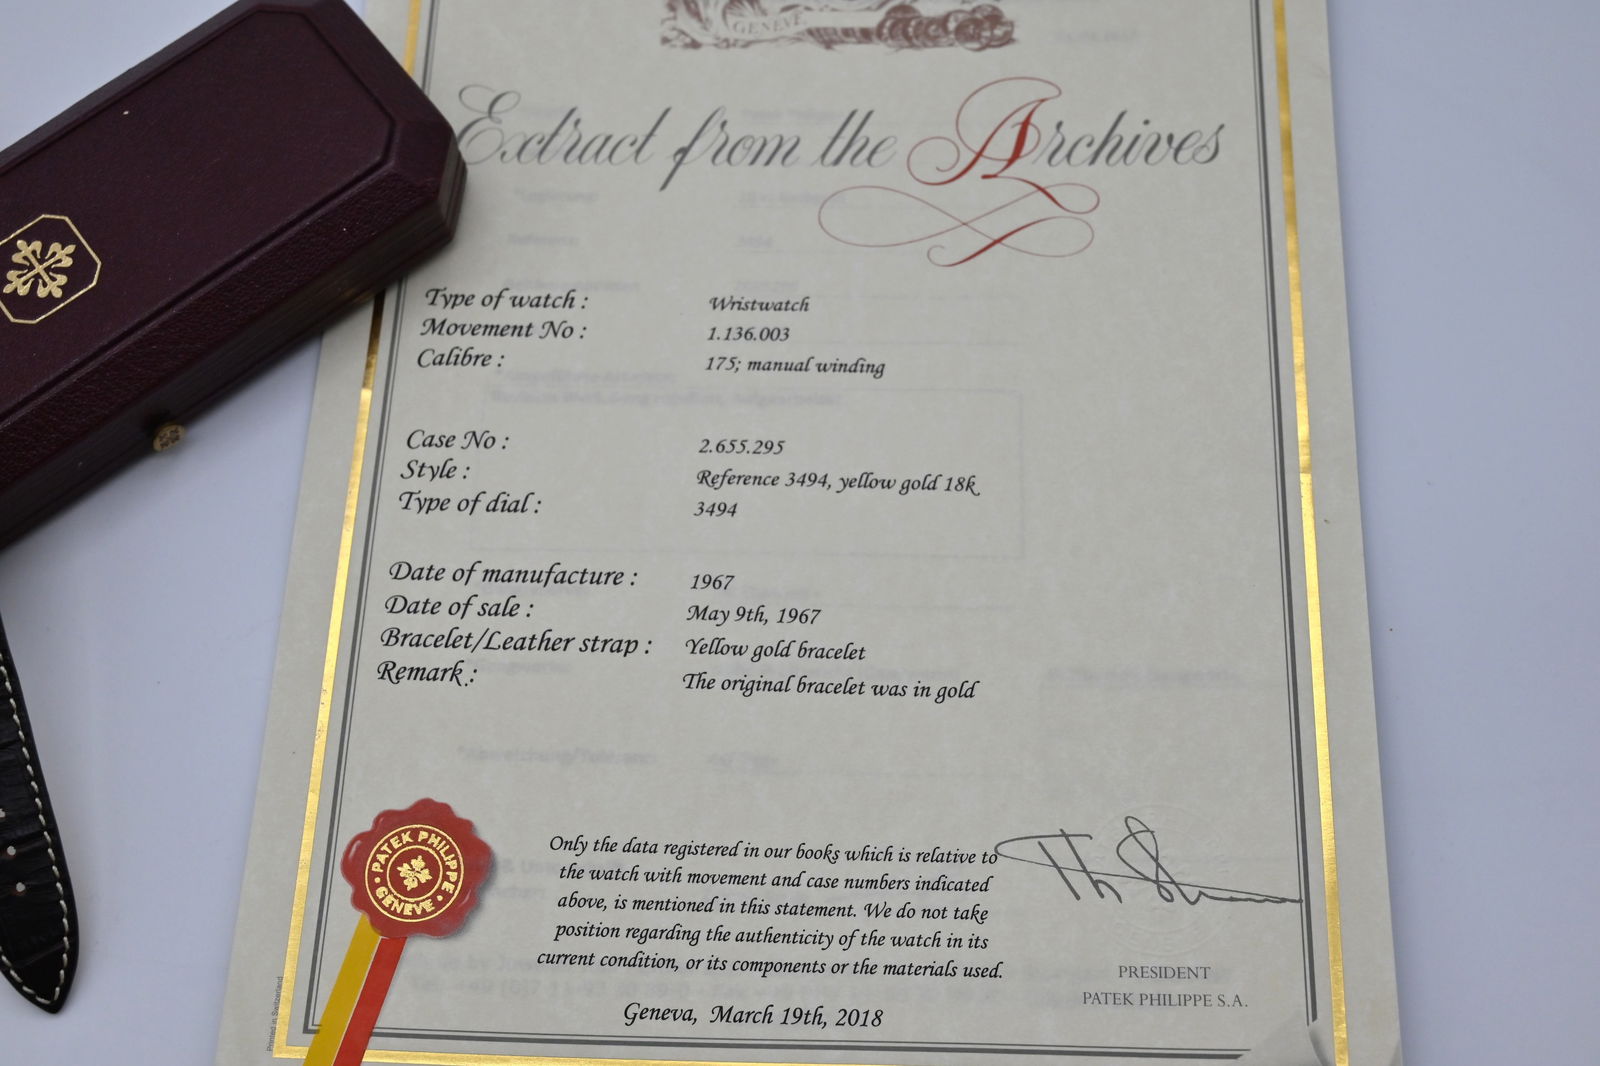 GENEVE
Extract from the Archives
Type of watch : Wristwatch
Movement No : 1.136.003
Calibre : 175; manual winding
Case No : 2.655.295
Style : Reference 3494, yellow gold 18k
Type of dial : 3494
Date of manufacture : 1967
Date of sale : May 9th, 1967
Bracelet/Leather strap : Yellow gold bracelet
Remark : The original bracelet was in gold
PATEK PHILIPPE
GENEVE
Only the data registered in our books which is relative to
the watch with movement and case numbers indicated
above, is mentioned in this statement. We do not take
position regarding the authenticity of the watch in its
current condition, or its components or the materials used.
Geneva, March 19th, 2018
PRESIDENT
PATEK PHILIPPE S.A.
Printed in Switzerland